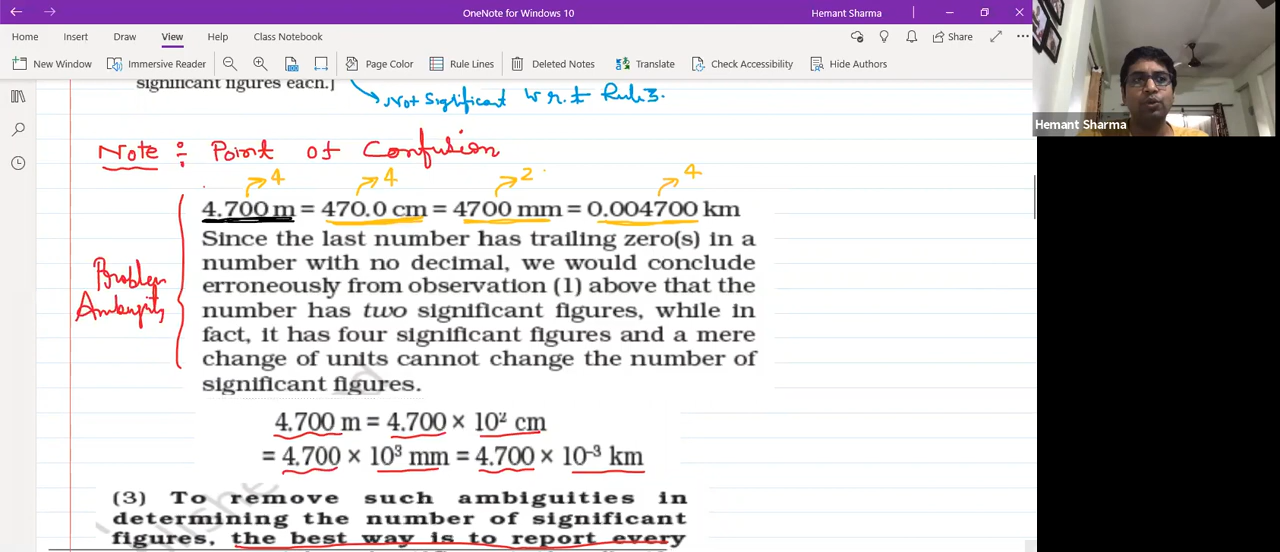 OneNote for Windows 10
Hemant Sharma
Home Insert Draw View Help Class Notebook
Share
New Window Immersive Reader Page Color Rule Lines Deleted Notes Translate Check Accessibility Hide Authors
significant figures each.]
Not Significant w.r.t Rule 3.
Hemant Sharma
Note : Point of Confusion
4 4 2 4
4.700 m = 470.0 cm = 4700 mm = 0.004700 km
Since the last number has trailing zero(s) in a
number with no decimal, we would conclude
erroneously from observation (1) above that the
number has two significant figures, while in
fact, it has four significant figures and a mere
change of units cannot change the number of
significant figures.
Problem
Ambiguity
4.700 m = 4.700 × 10² cm
= 4.700 × 10³ mm = 4.700 × 10⁻³ km
(3) To remove such ambiguities in
determining the number of significant
figures, the best way is to report every